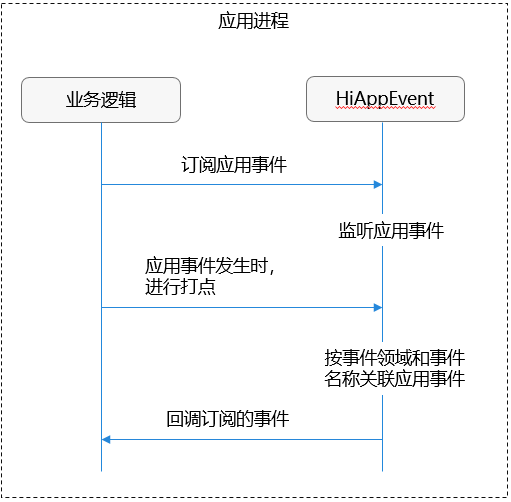 应用进程
业务逻辑
HiAppEvent
订阅应用事件
监听应用事件
应用事件发生时，
进行打点
按事件领域和事件
名称关联应用事件
回调订阅的事件